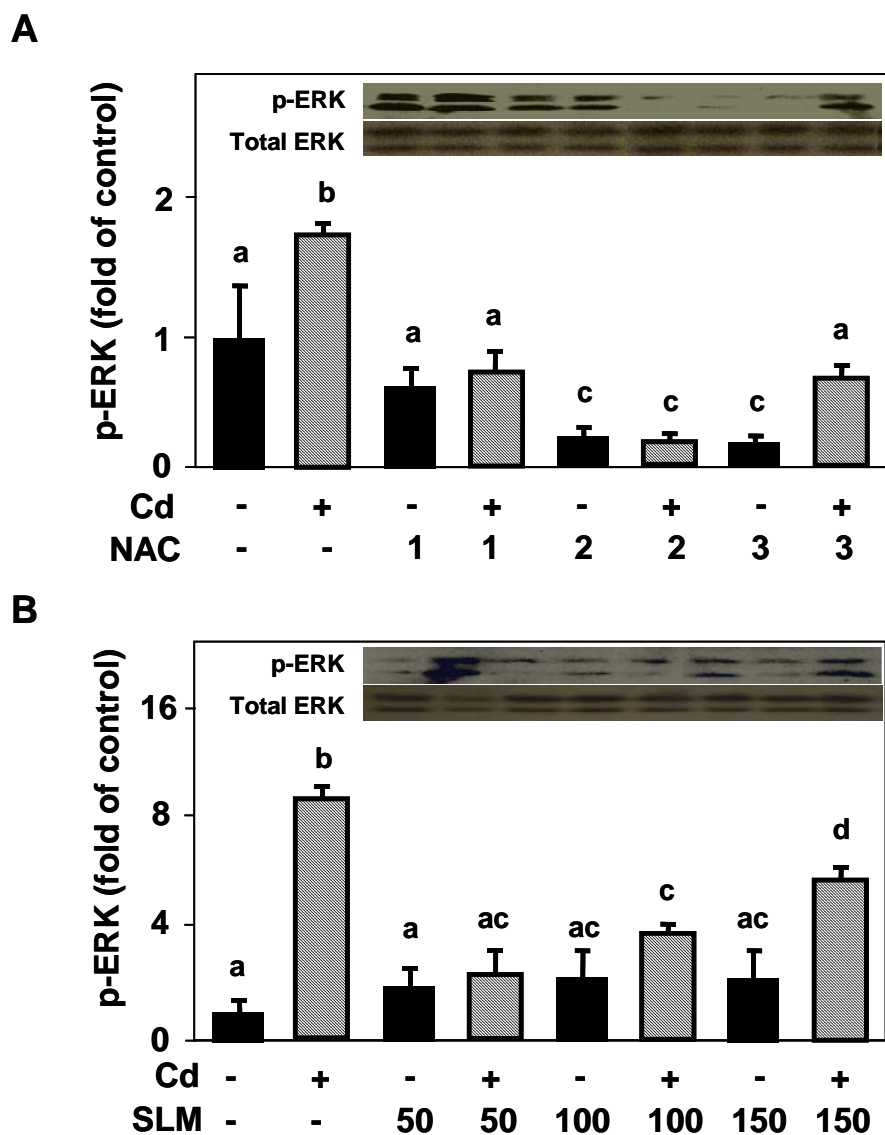 A
p-ERK
Total ERK
p-ERK (fold of control)
2
1
0
a
b
a
a
c
c
c
a
Cd - + - + - + - +
NAC - - 1 1 2 2 3 3
B
p-ERK
Total ERK
p-ERK (fold of control)
16
8
4
0
a
b
a
ac
ac
c
ac
d
Cd - + - + - + - +
SLM - - 50 50 100 100 150 150